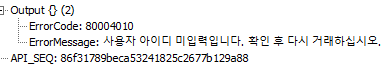 Output {} (2)
ErrorCode: 80004010
ErrorMessage: 사용자 아이디 미입력입니다. 확인 후 다시 거래하십시오.
API_SEQ: 86f31789beca53241825c2677b129a88